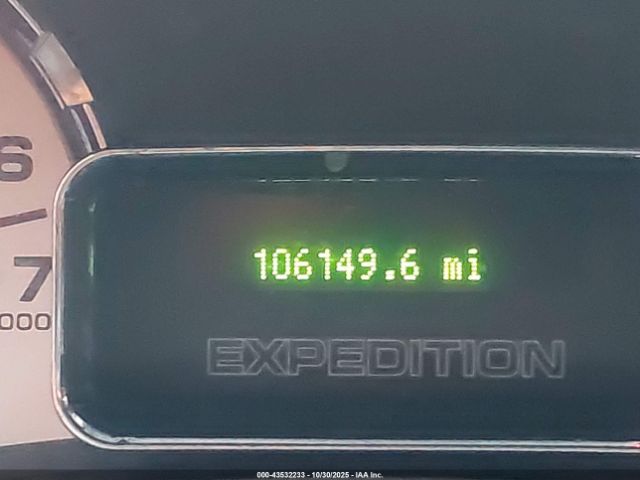 6
7
000
106149.6 mi
EXPEDITION
000-43532233 - 10/30/2025 - IAA Inc.